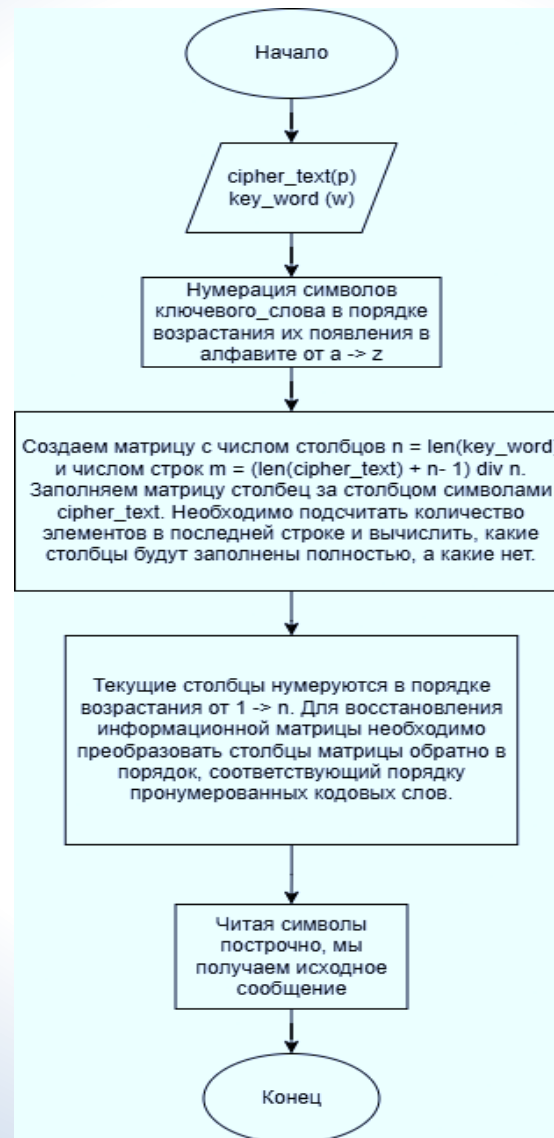 Начало
cipher_text(p)
key_word (w)
Нумерация символов
ключевого_слова в порядке
возрастания их появления в
алфавите от a -> z
Создаем матрицу с числом столбцов n = len(key_word)
и числом строк m = (len(cipher_text) + n- 1) div n.
Заполняем матрицу столбец за столбцом символами
cipher_text. Необходимо подсчитать количество
элементов в последней строке и вычислить, какие
столбцы будут заполнены полностью, а какие нет.
Текущие столбцы нумеруются в порядке
возрастания от 1 -> n. Для восстановления
информационной матрицы необходимо
преобразовать столбцы матрицы обратно в
порядок, соответствующий порядку
пронумерованных кодовых слов.
Читая символы
построчно, мы
получаем исходное
сообщение
Конец